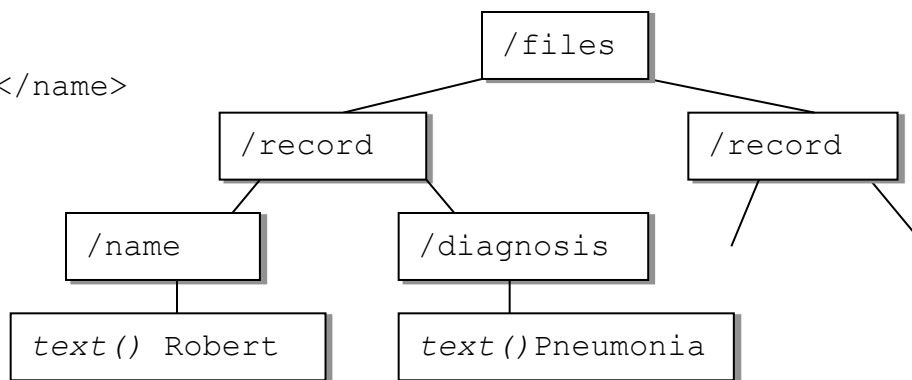 /files
</name>
/record
/record
/name
/diagnosis
text() Robert
text()Pneumonia